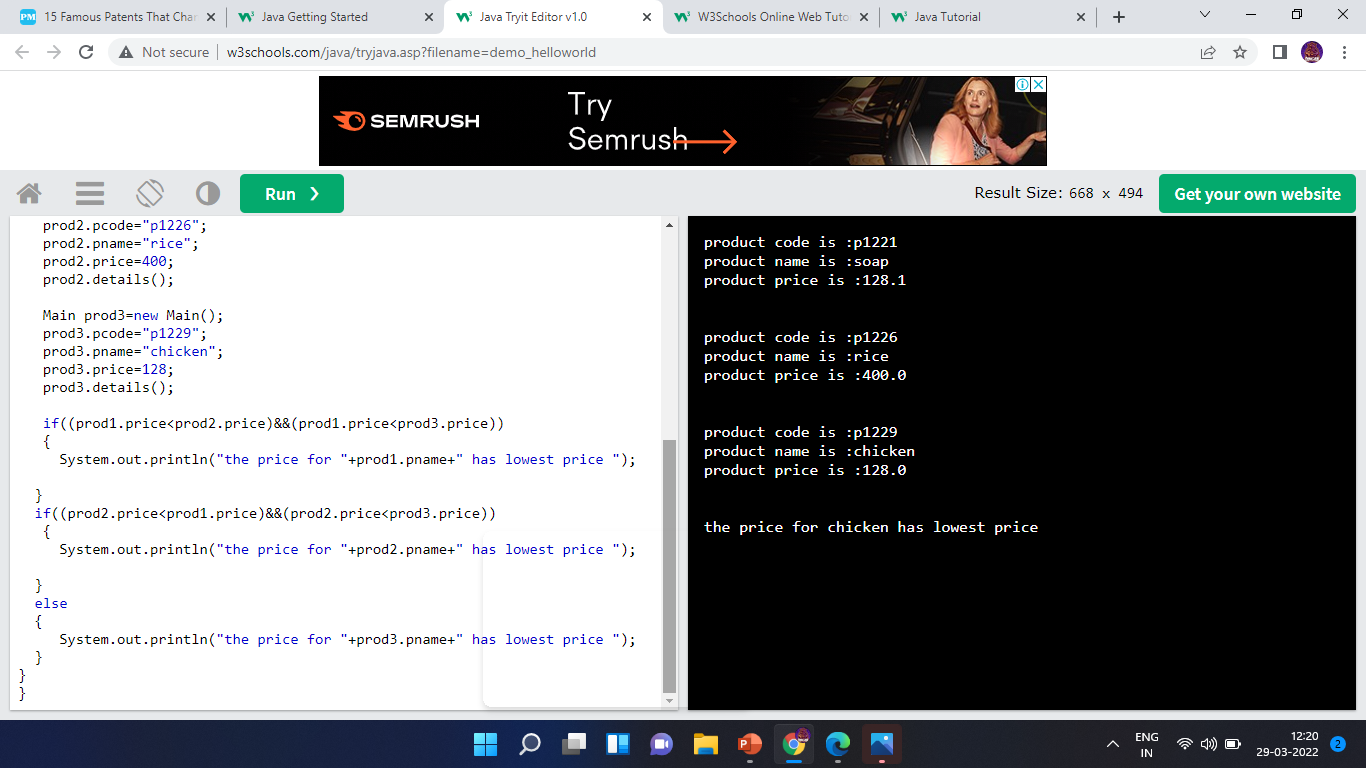 15 Famous Patents That Char
Java Getting Started
Java Tryit Editor v1.0
W3Schools Online Web Tuto
Java Tutorial
Not secure
w3schools.com/java/tryjava.asp?filename=demo_helloworld
SEMRUSH
Try
Semrush
Run ❯
Result Size: 668 x 494
Get your own website
prod2.pcode="p1226";
prod2.pname="rice";
prod2.price=400;
prod2.details();
Main prod3=new Main();
prod3.pcode="p1229";
prod3.pname="chicken";
prod3.price=128;
prod3.details();
if((prod1.price<prod2.price)&&(prod1.price<prod3.price))
{
System.out.println("the price for "+prod1.pname+" has lowest price ");
}
if((prod2.price<prod1.price)&&(prod2.price<prod3.price))
{
System.out.println("the price for "+prod2.pname+" has lowest price ");
}
else
{
System.out.println("the price for "+prod3.pname+" has lowest price ");
}
}
}
product code is :p1221
product name is :soap
product price is :128.1
product code is :p1226
product name is :rice
product price is :400.0
product code is :p1229
product name is :chicken
product price is :128.0
the price for chicken has lowest price
ENG
IN
12:20
29-03-2022
2